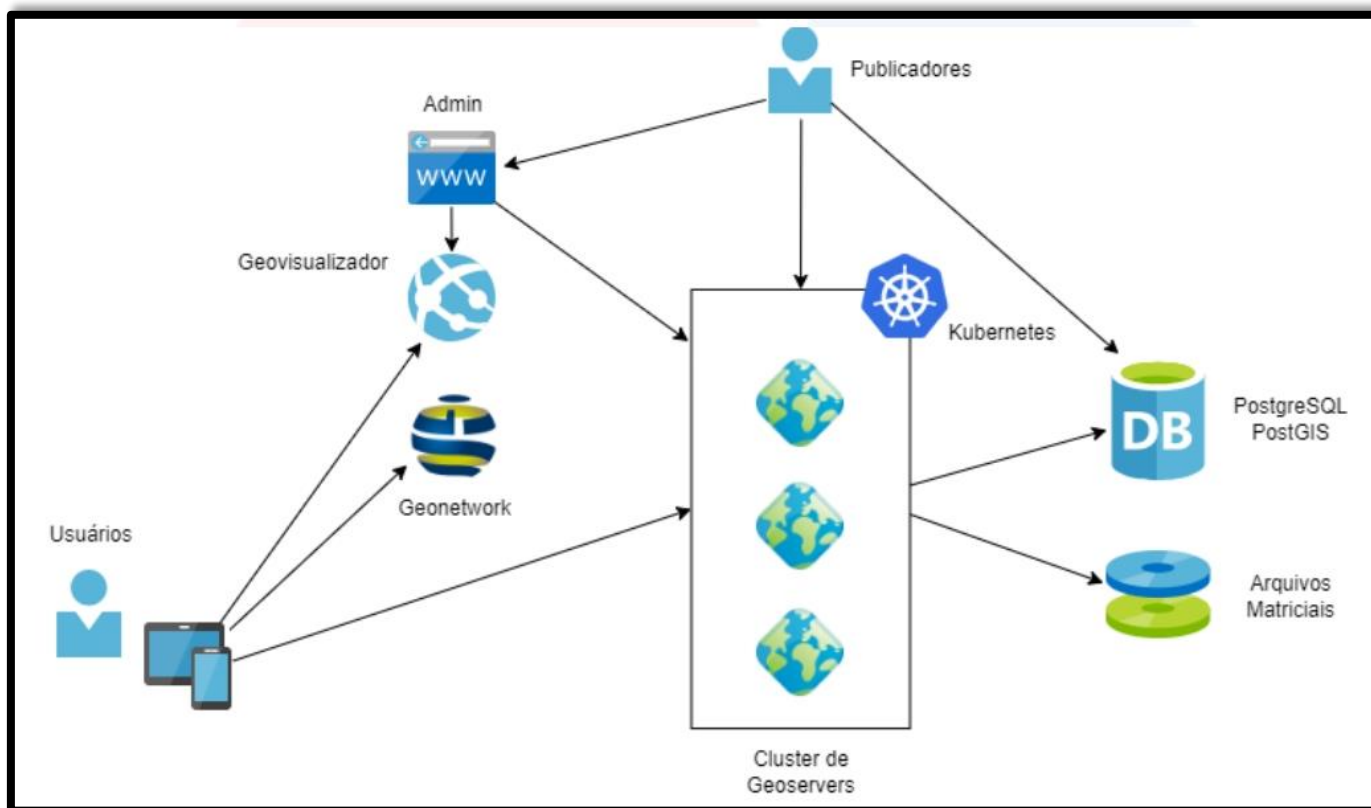 Publicadores
Admin
www
Geovisualizador
Kubernetes
Geonetwork
DB
PostgreSQL
PostGIS
Usuários
Arquivos
Matriciais
Cluster de
Geoservers